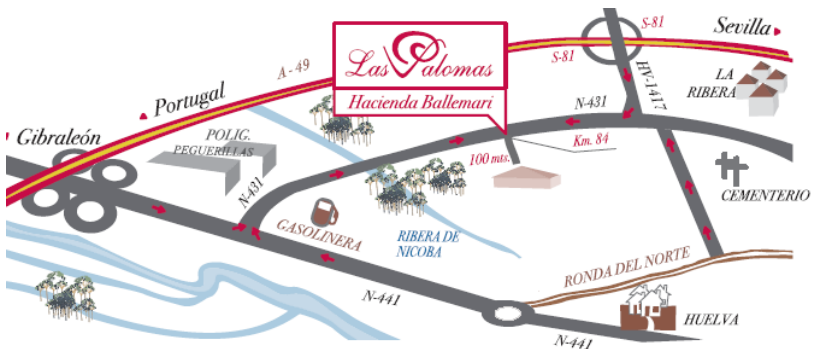 Sevilla
S-81
S-81
A - 49
Las Palomas
Hacienda Ballemari
Portugal
Gibraleón
POLIG.
PEGUERILLAS
HV-1417
LA
RIBERA
N-431
Km. 84
100 mts.
N-431
CEMENTERIO
GASOLINERA
RIBERA DE
NICOBA
RONDA DEL NORTE
N-441
HUELVA
N-441